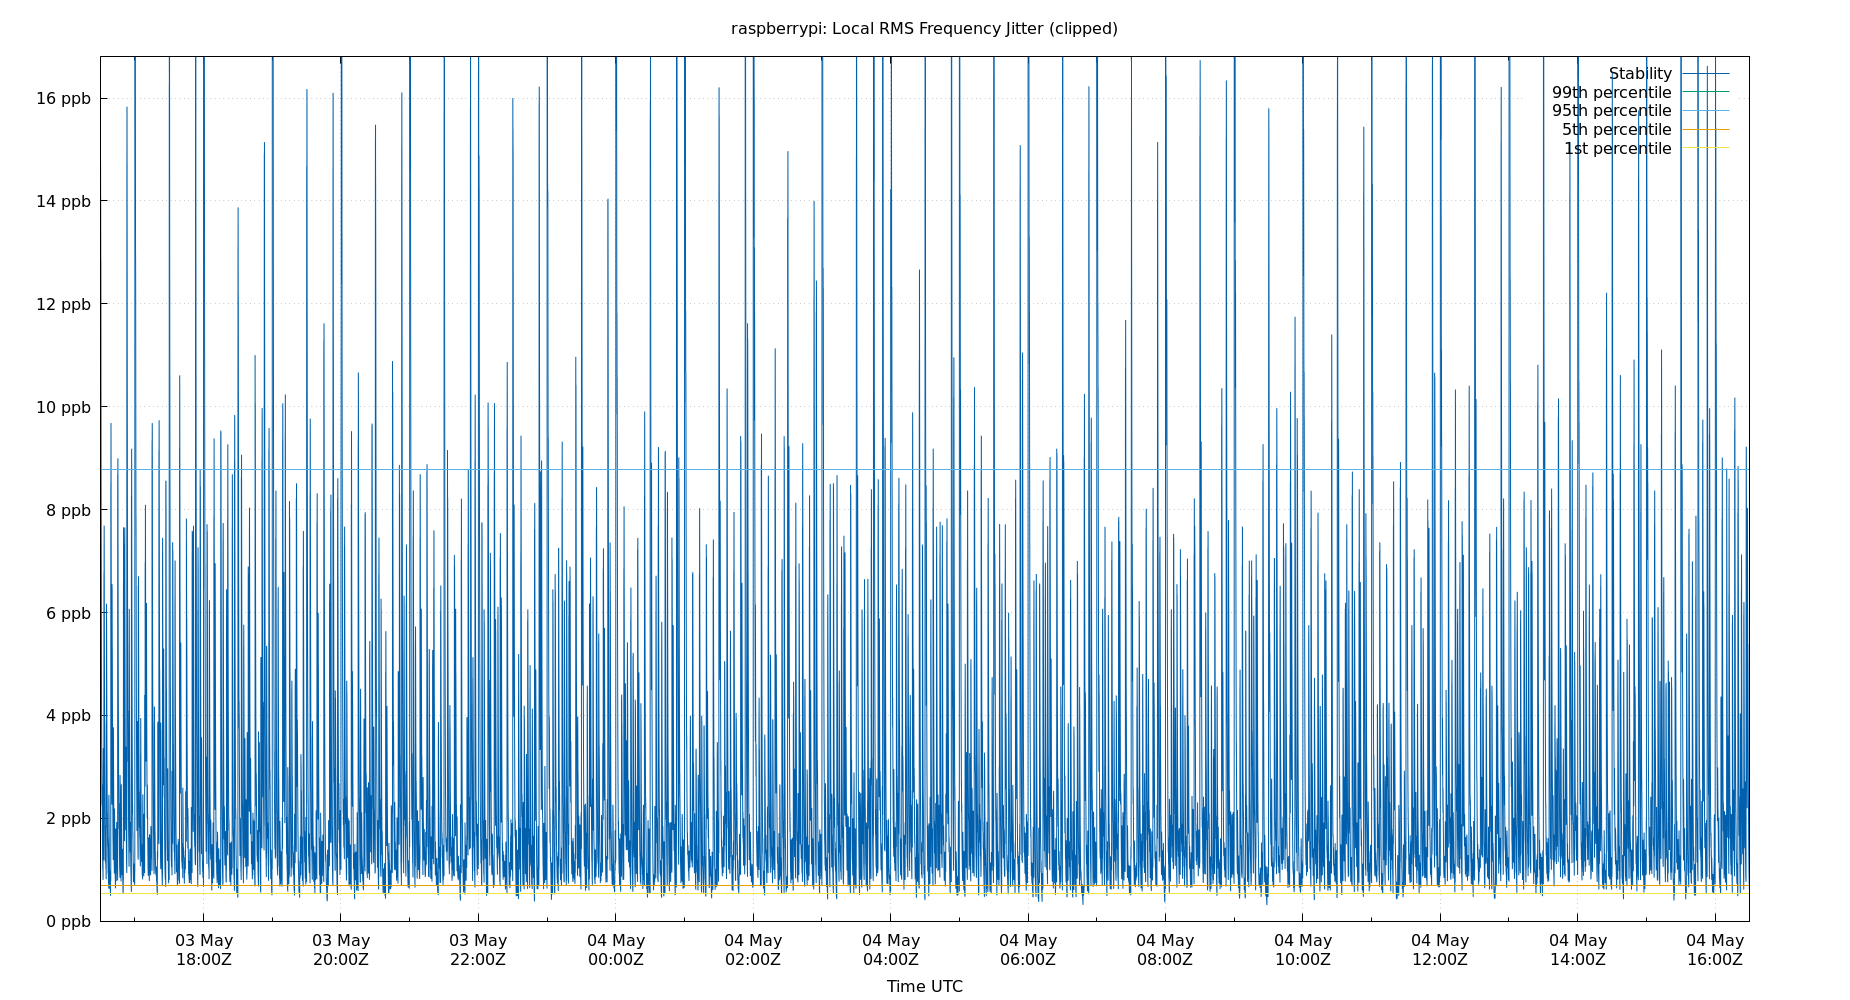 raspberrypi: Local RMS Frequency Jitter (clipped)
Stability
99th percentile
95th percentile
5th percentile
1st percentile
16 ppb
14 ppb
12 ppb
10 ppb
8 ppb
6 ppb
4 ppb
2 ppb
0 ppb
03 May 03 May 03 May 04 May 04 May 04 May 04 May 04 May 04 May 04 May 04 May 04 May
18:00Z 20:00Z 22:00Z 00:00Z 02:00Z 04:00Z 06:00Z 08:00Z 10:00Z 12:00Z 14:00Z 16:00Z
Time UTC